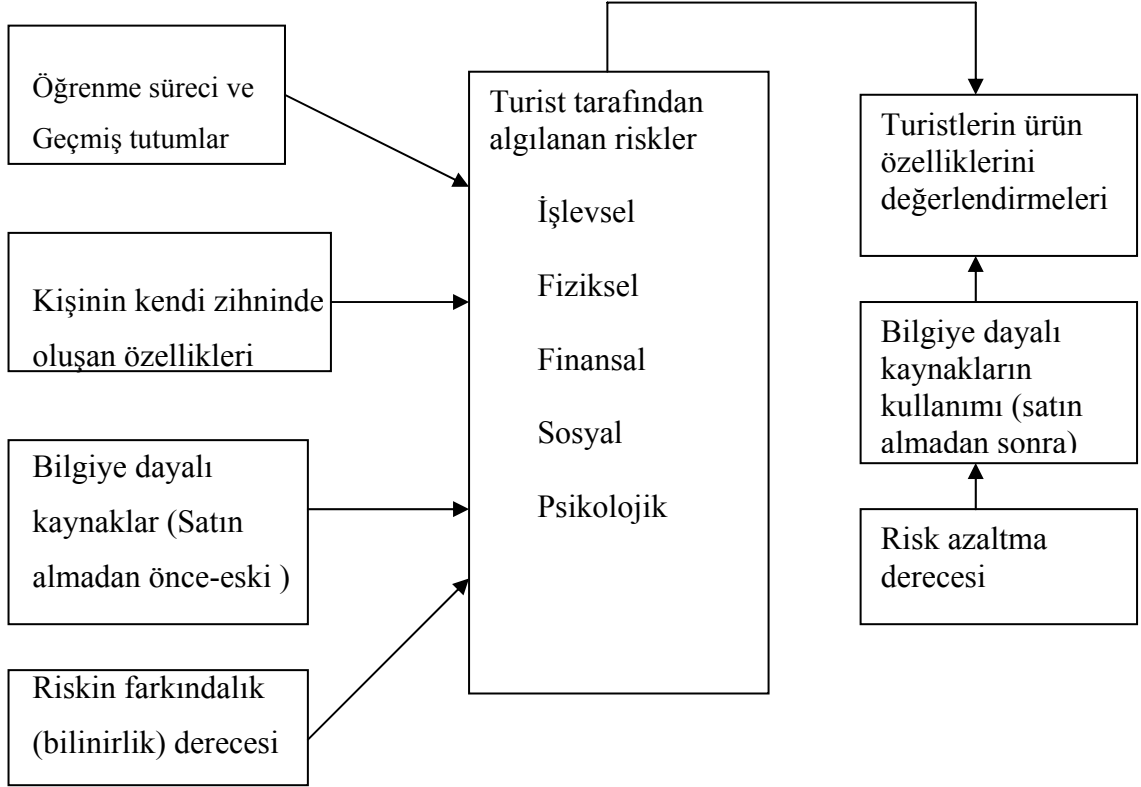 Öğrenme süreci ve
Geçmiş tutumlar
Kişinin kendi zihninde
oluşan özellikleri
Bilgiye dayalı
kaynaklar (Satın
almadan önce-eski )
Riskin farkındalık
(bilinirlik) derecesi
Turist tarafından
algılanan riskler
İşlevsel
Fiziksel
Finansal
Sosyal
Psikolojik
Turistlerin ürün
özelliklerini
değerlendirmeleri
Bilgiye dayalı
kaynakların
kullanımı (satın
almadan sonra)
Risk azaltma
derecesi